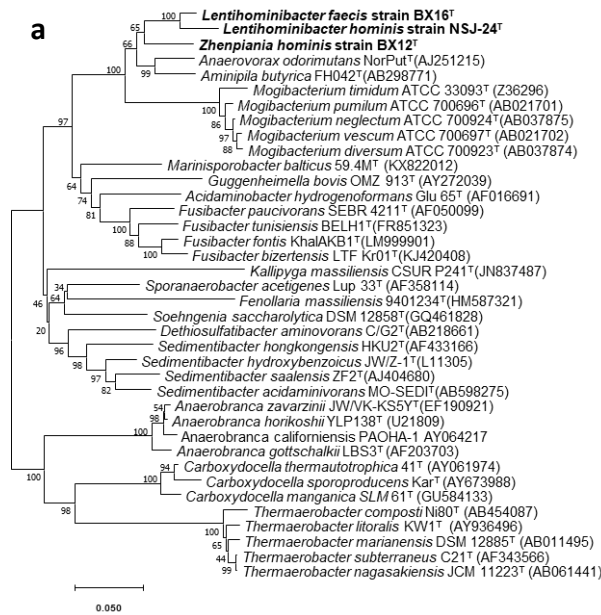 a
Lentihominibacter faecis strain BX16ᵀ
Lentihominibacter hominis strain NSJ-24ᵀ
Zhenpiania hominis strain BX12ᵀ
Anaerovorax odorimutans NorPutᵀ(AJ251215)
Aminipila butyrica FH042ᵀ(AB298771)
Mogibacterium timidum ATCC 33093ᵀ (Z36296)
Mogibacterium pumilum ATCC 700696ᵀ (AB021701)
Mogibacterium neglectum ATCC 700924ᵀ(AB037875)
Mogibacterium vescum ATCC 700697ᵀ(AB021702)
Mogibacterium diversum ATCC 700923ᵀ(AB037874)
Marinisporobacter balticus 59.4Mᵀ (KX822012)
Guggenheimella bovis OMZ 913ᵀ(AY272039)
Acidaminobacter hydrogenoformans Glu 65ᵀ(AF016691)
Fusibacter paucivorans SEBR 4211ᵀ(AF050099)
Fusibacter tunisiensis BELH1ᵀ(FR851323)
Fusibacter fontis KhalAKB1ᵀ(LM999901)
Fusibacter bizertensis LTF Kr01ᵀ(KJ420408)
Kallipyga massiliensis CSUR P241ᵀ(JN837487)
Sporanaerobacter acetigenes Lup 33ᵀ(AF358114)
Fenollaria massiliensis 9401234ᵀ(HM587321)
Soehngenia saccharolytica DSM 12858ᵀ(GQ461828)
Dethiosulfatibacter aminovorans C/G2ᵀ(AB218661)
Sedimentibacter hongkongensis HKU2ᵀ(AF433166)
Sedimentibacter hydroxybenzoicus JW/Z-1ᵀ(L11305)
Sedimentibacter saalensis ZF2ᵀ(AJ404680)
Sedimentibacter acidaminivorans MO-SEDIᵀ(AB598275)
Anaerobranca zavarzinii JW/VK-KS5Yᵀ(EF190921)
Anaerobranca horikoshii YLP138ᵀ(U21809)
Anaerobranca californiensis PAOHA-1 AY064217
Anaerobranca gottschalkii LBS3ᵀ(AF203703)
Carboxydocella thermautotrophica 41ᵀ(AY061974)
Carboxydocella sporoproducens Karᵀ(AY673988)
Carboxydocella manganica SLM 61ᵀ(GU584133)
Thermaerobacter composti Ni80ᵀ(AB454087)
Thermaerobacter litoralis KW1ᵀ(AY936496)
Thermaerobacter marianensis DSM 12885ᵀ(AB011495)
Thermaerobacter subterraneus C21ᵀ(AF343566)
Thermaerobacter nagasakiensis JCM 11223ᵀ(AB061441)
100
65
66
99
100
100
86
97
88
97
64
74
81
100
88
100
34
64
46
20
96
98
97
82
54
98
100
100
94
100
98
100
65
44
99
0.050